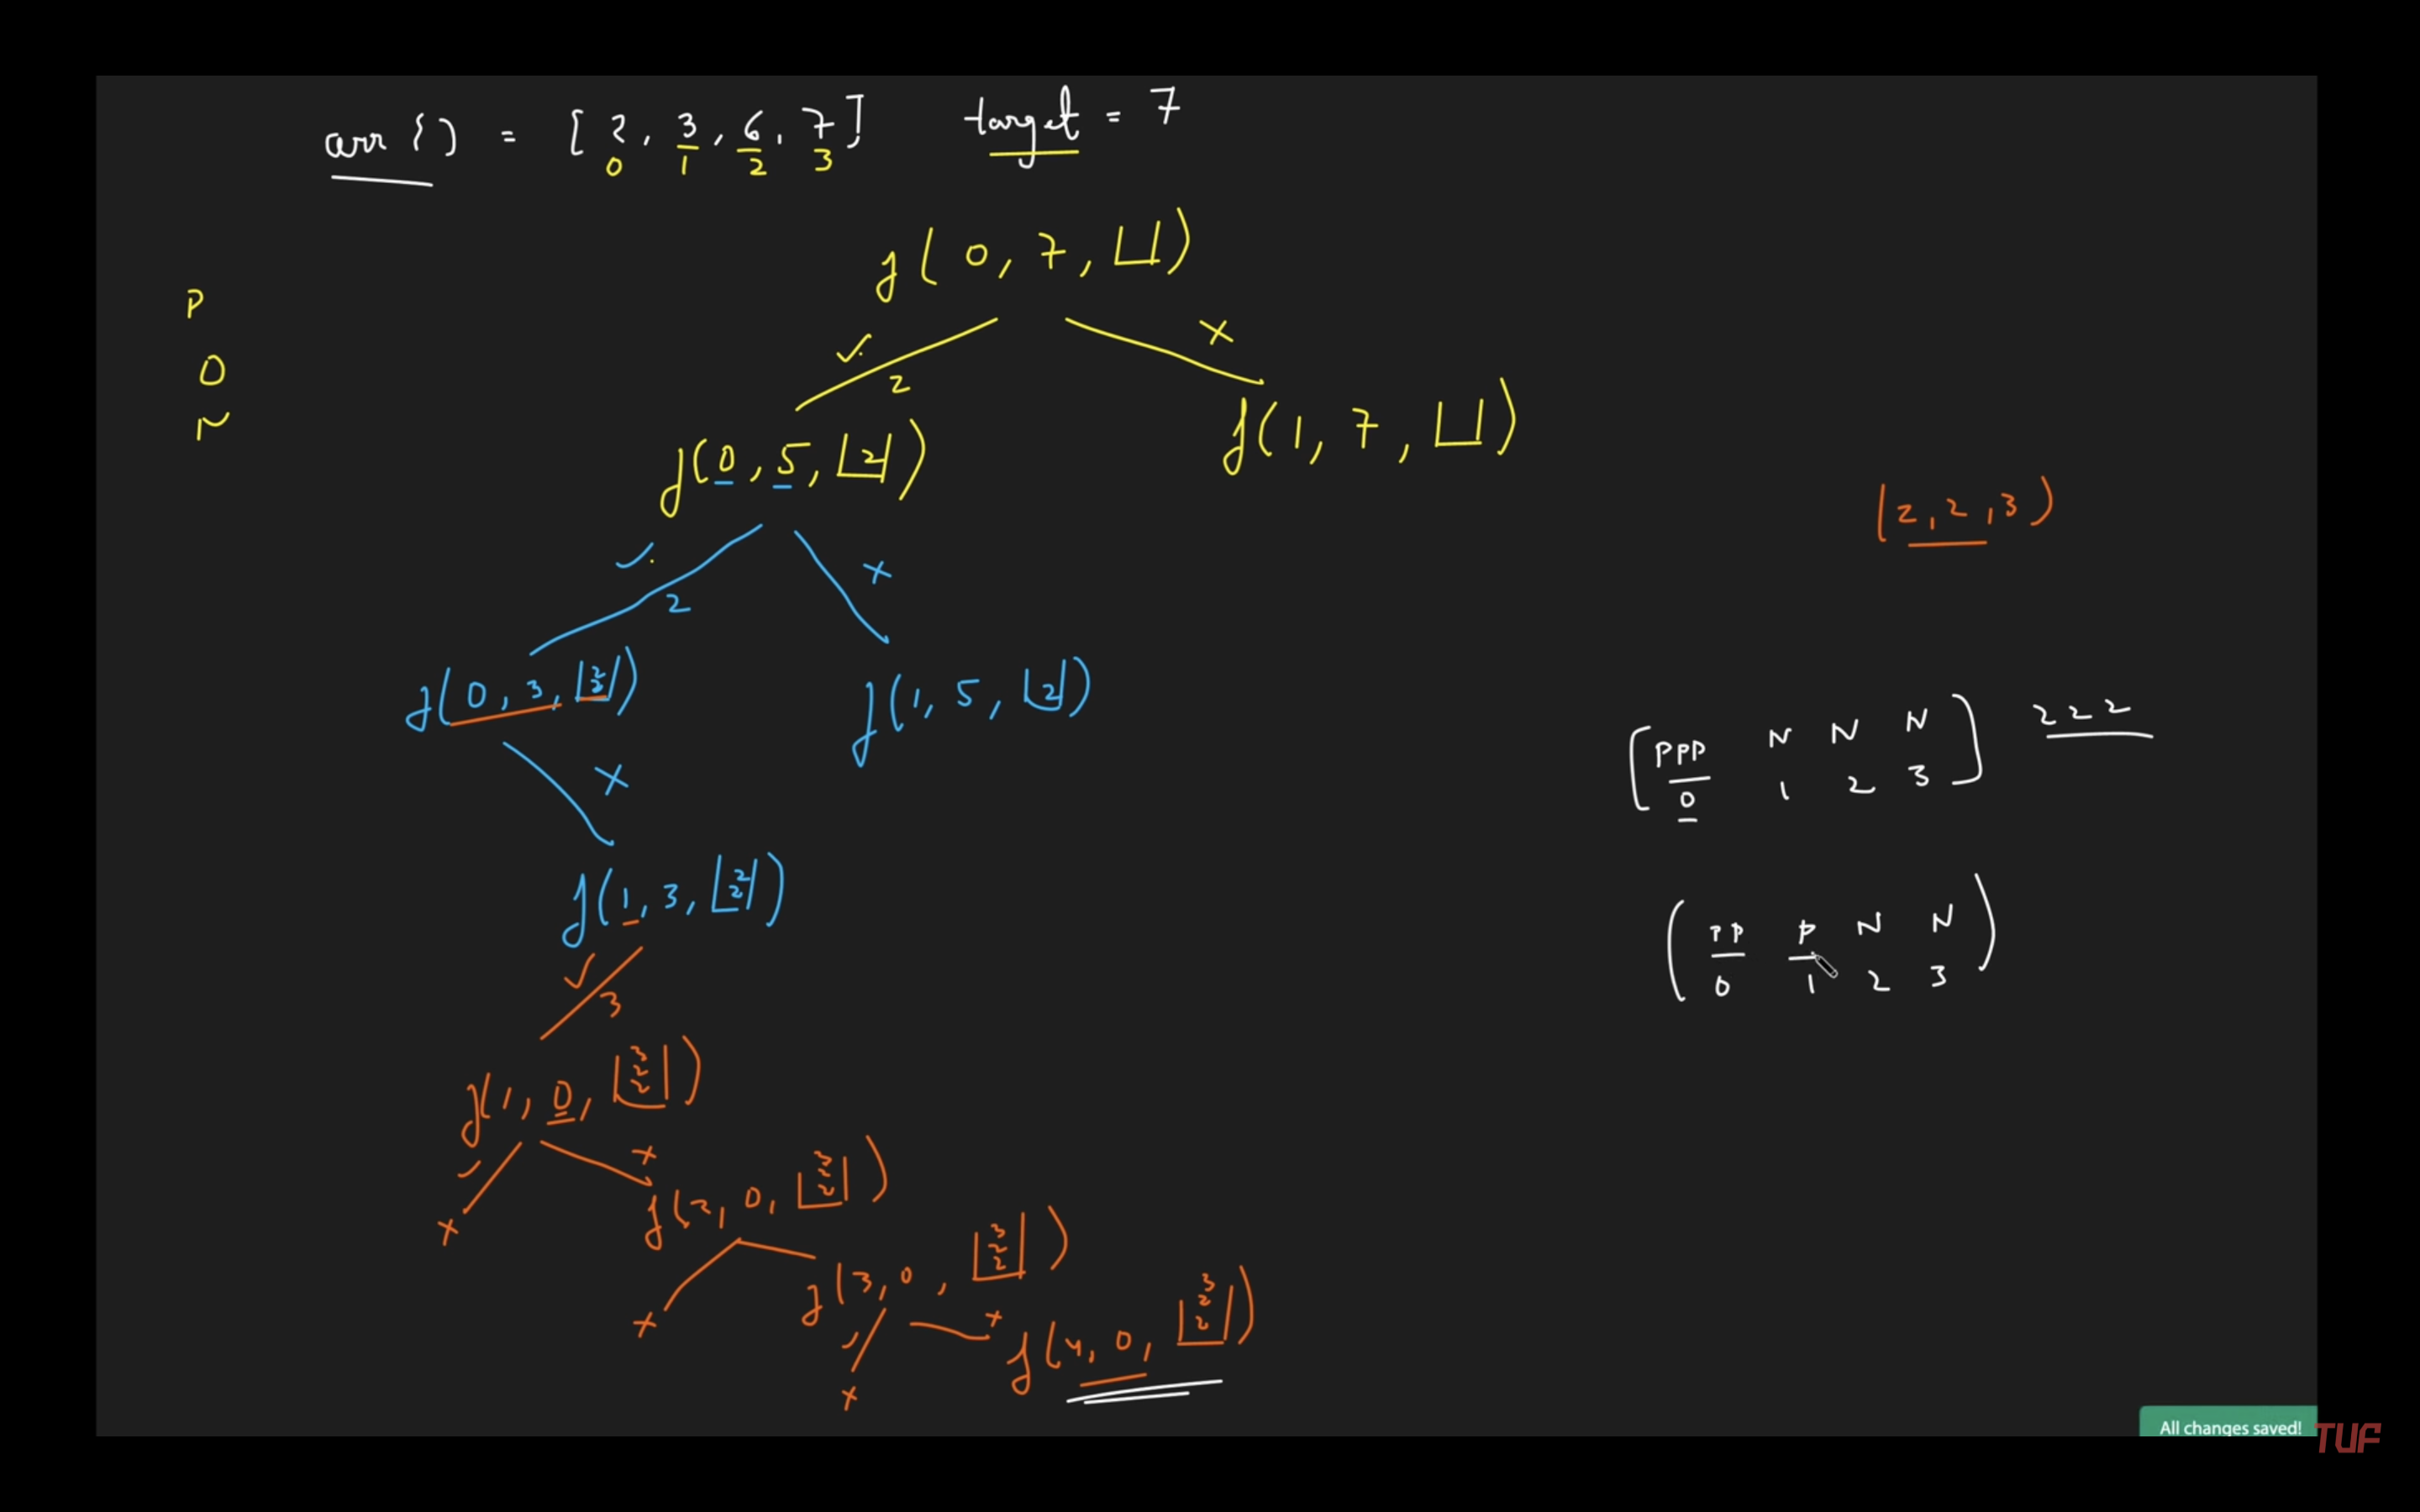 arr {) = [2, 3, 6, 7] target = 7
0 1 2 3
f(0, 7, [])
P
O
N
✓ 2 ×
f(0, 5, [2])
f(1, 7, [])
(2, 2, 3)
✓ 2 ×
f(0, 3, [2 2])
f(1, 5, [2])
[PPP N N N] 2 2 2
0 1 2 3
×
f(1, 3, [2 2])
(PP P N N)
0 1 2 3
✓ 3
f(1, 0, [3 2 2])
✓ ×
×
f(2, 0, [3 2 2])
×
f(3, 0, [3 2 2])
✓ ×
×
f(4, 0, [3 2 2])
All changes saved!
TUF